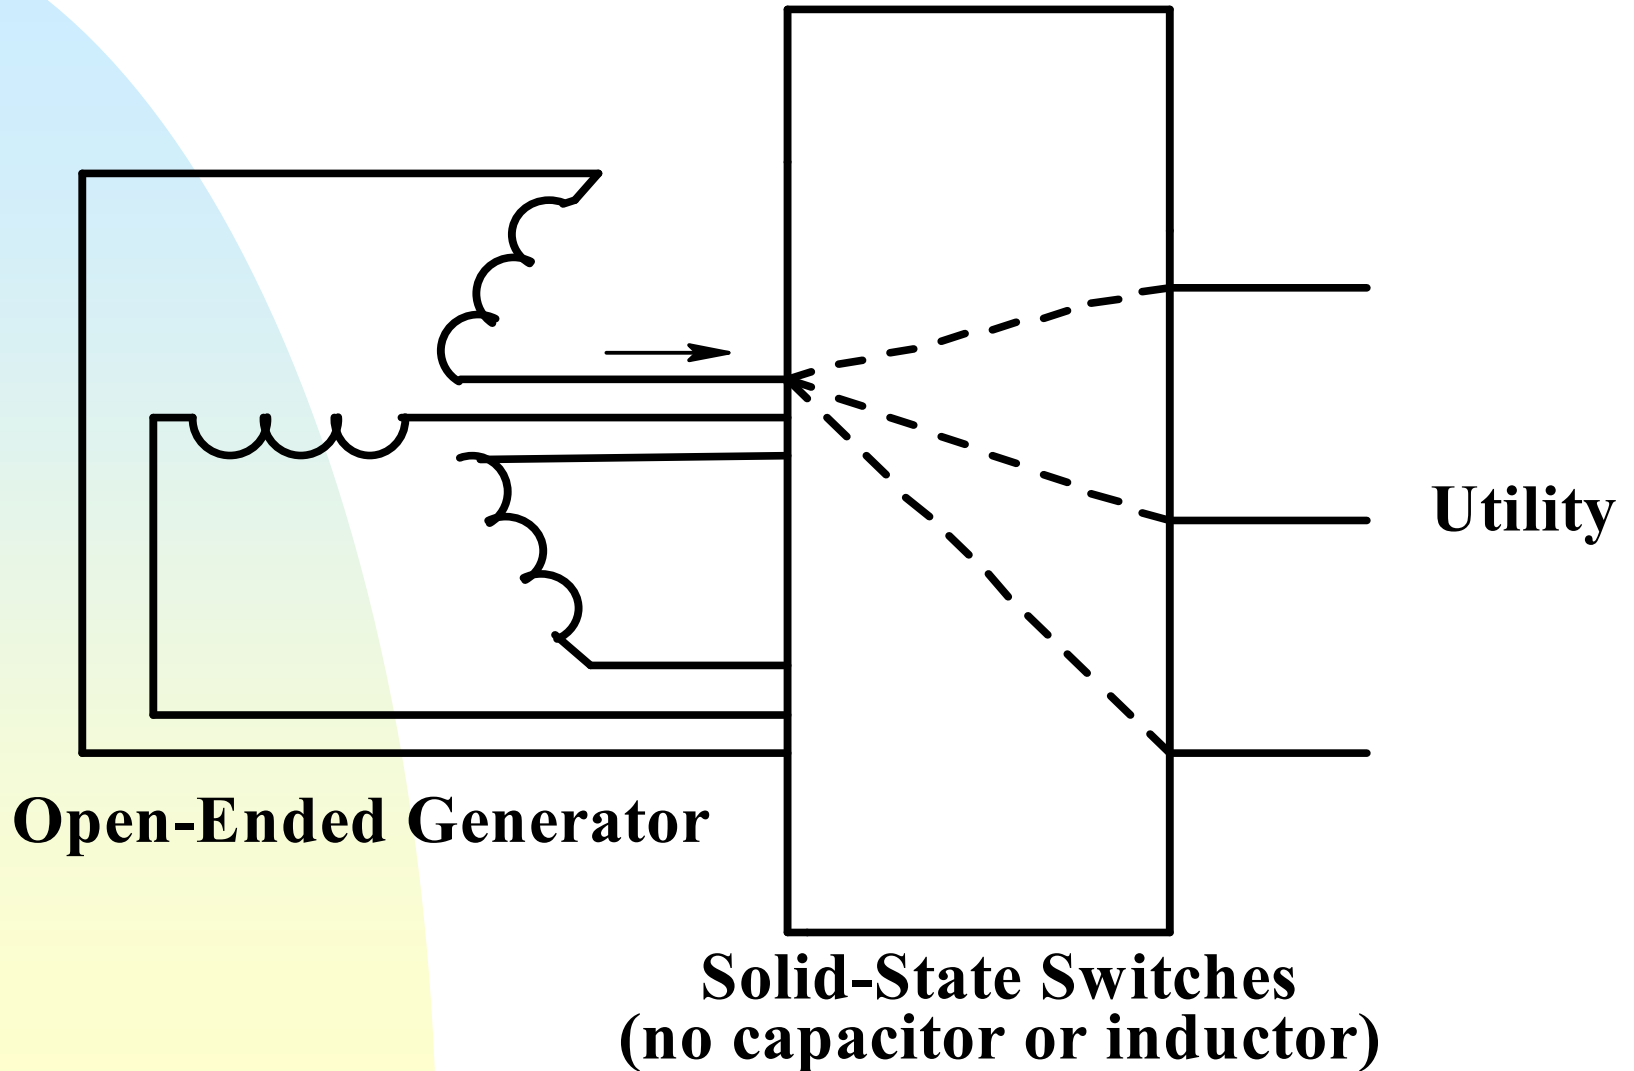 Utility
Open-Ended Generator
Solid-State Switches
(no capacitor or inductor)